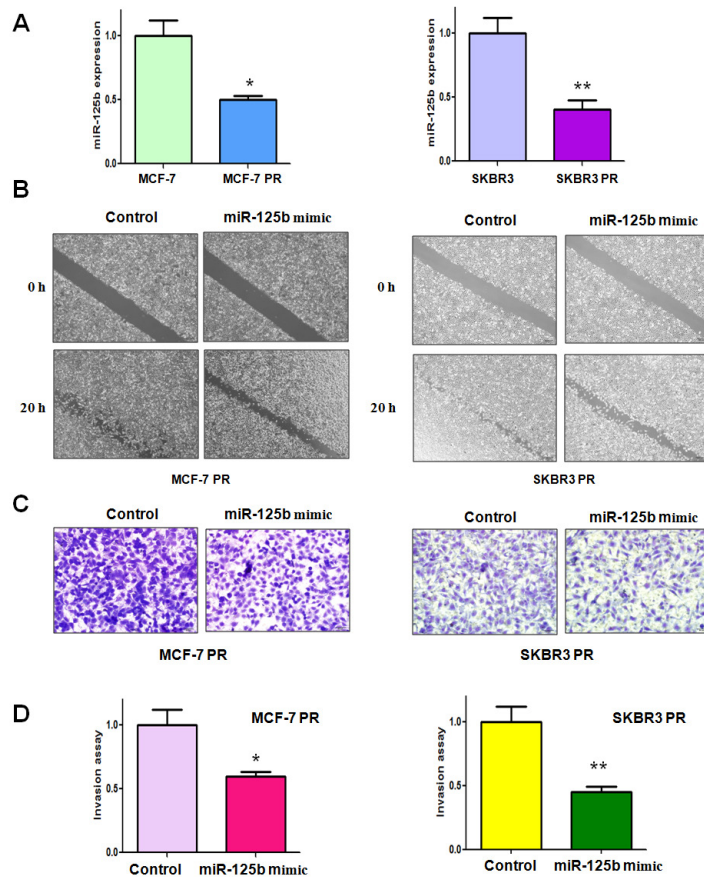 A
miR-125b expression
1.0
0.5
0.0
*
MCF-7
MCF-7 PR
miR-125b expression
1.0
0.5
0.0
**
SKBR3
SKBR3 PR
B
Control
miR-125b mimic
Control
miR-125b mimic
0 h
0 h
20 h
20 h
MCF-7 PR
SKBR3 PR
C
Control
miR-125b mimic
Control
miR-125b mimic
MCF-7 PR
SKBR3 PR
D
Invasion assay
1.0
0.5
0.0
MCF-7 PR
*
Control
miR-125b mimic
Invasion assay
1.0
0.5
0.0
SKBR3 PR
**
Control
miR-125b mimic